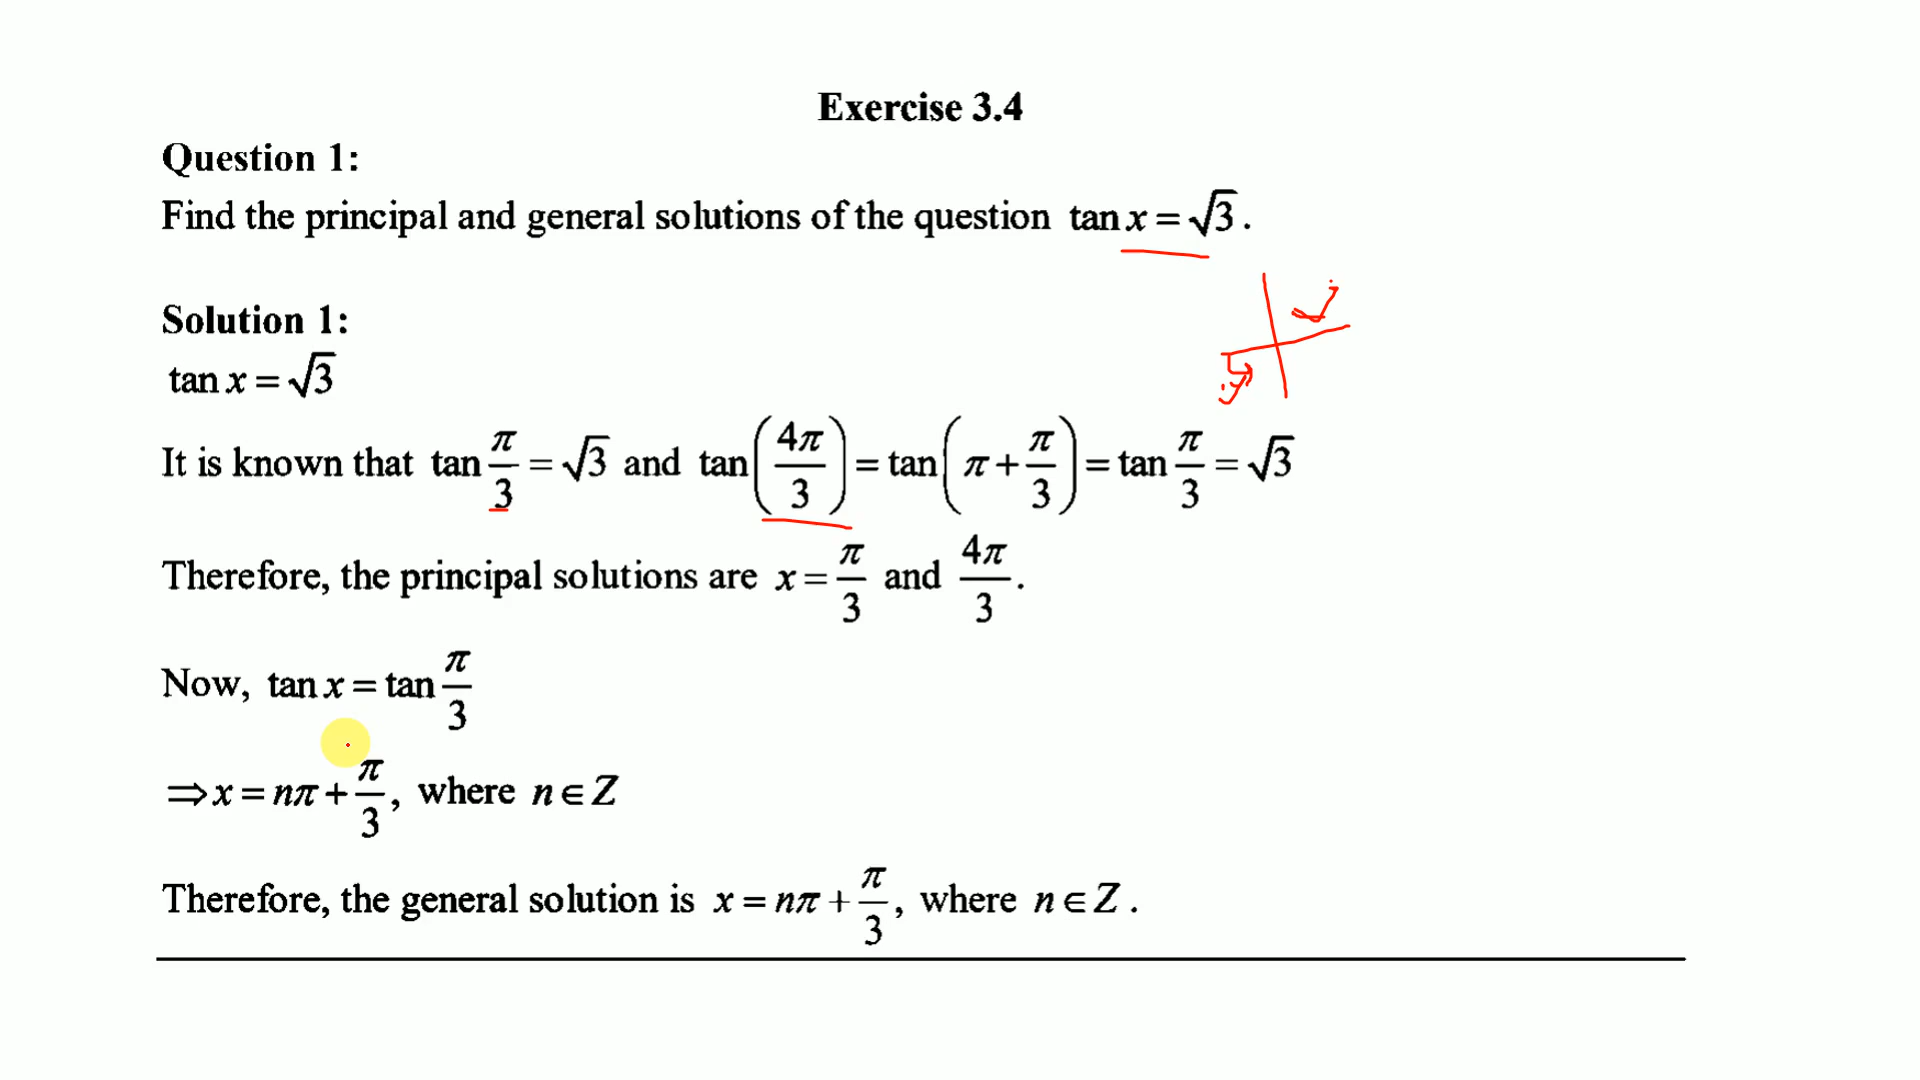 Exercise 3.4
Question 1:
Find the principal and general solutions of the question tan x = √3 .
Solution 1:
tan x = √3
It is known that tan π/3 = √3 and tan(4π/3) = tan(π + π/3) = tan π/3 = √3
Therefore, the principal solutions are x = π/3 and 4π/3 .
Now, tan x = tan π/3
⇒ x = nπ + π/3 , where n ∈ Z
Therefore, the general solution is x = nπ + π/3 , where n ∈ Z .